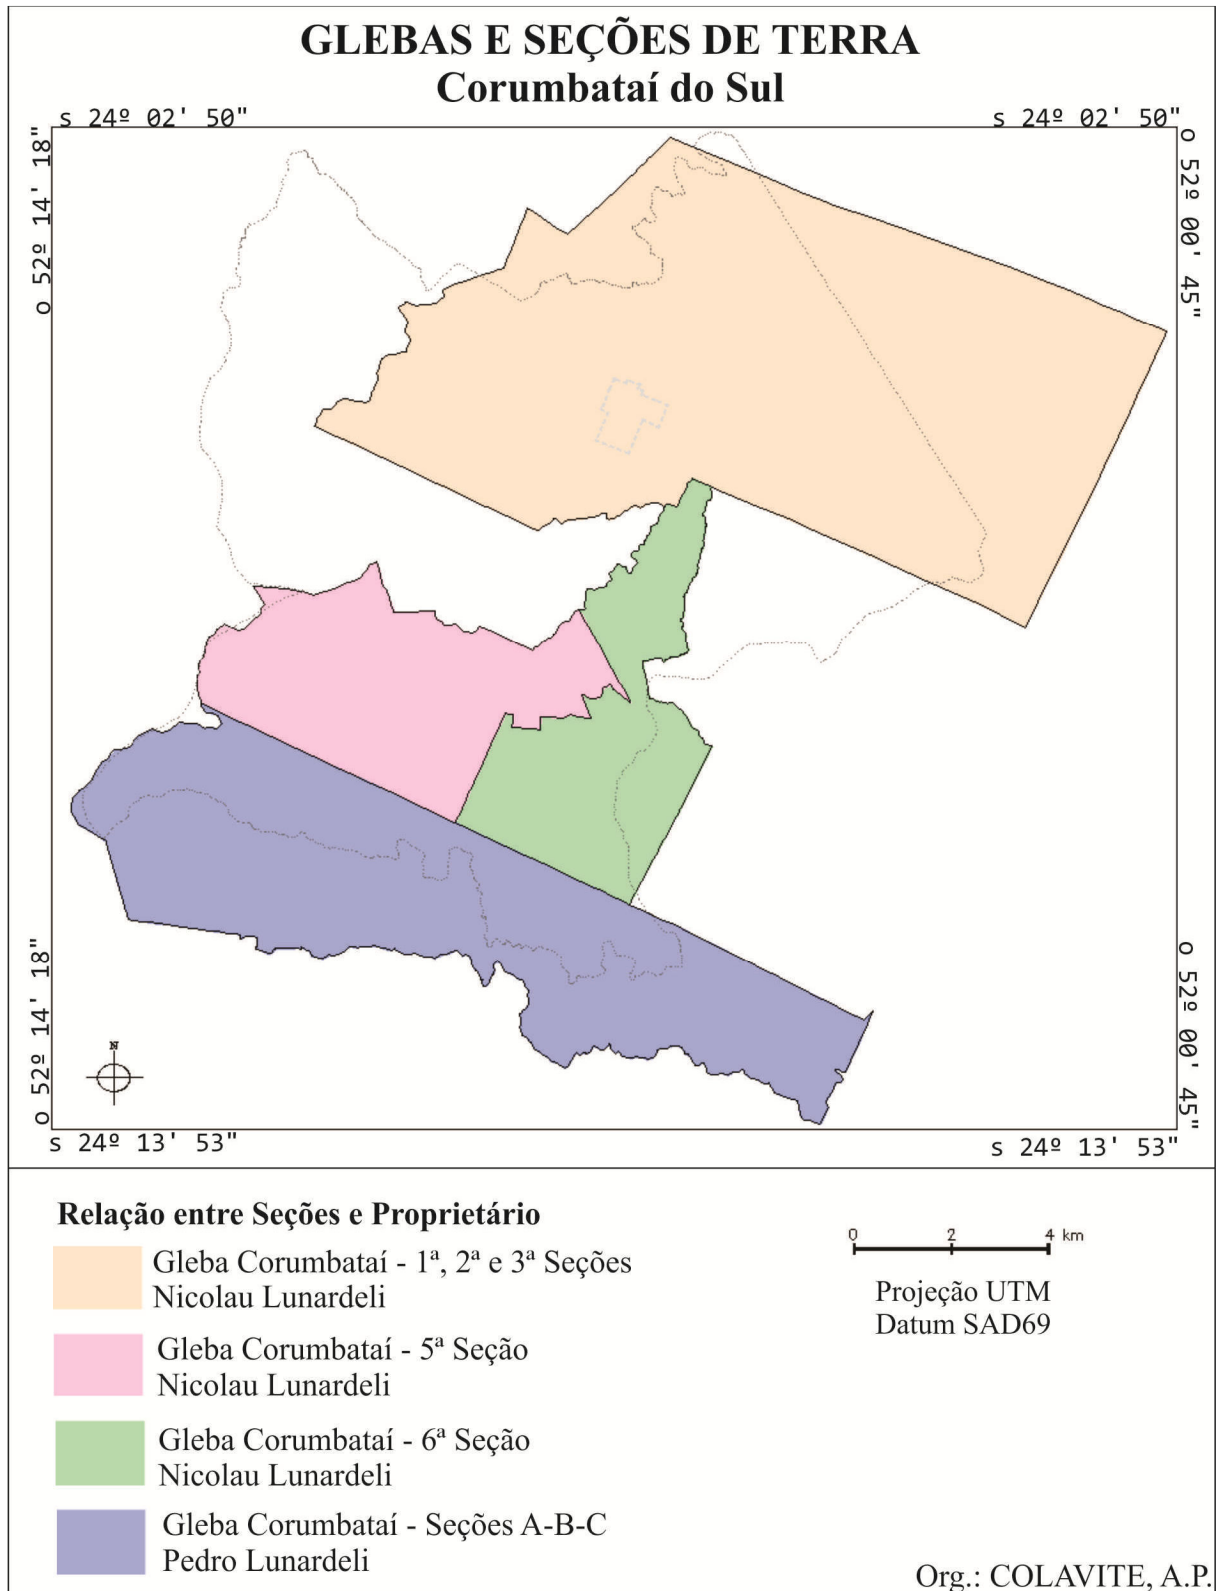 GLEBAS E SEÇÕES DE TERRA
Corumbataí do Sul
s 24º 02' 50"
s 24º 02' 50"
o 52º 14' 18"
o 52º 00' 45"
o 52º 14' 18"
o 52º 00' 45"
N
s 24º 13' 53"
s 24º 13' 53"
Relação entre Seções e Proprietário
Gleba Corumbataí - 1ª, 2ª e 3ª Seções
Nicolau Lunardeli
Gleba Corumbataí - 5ª Seção
Nicolau Lunardeli
Gleba Corumbataí - 6ª Seção
Nicolau Lunardeli
Gleba Corumbataí - Seções A-B-C
Pedro Lunardeli
0 2 4 km
Projeção UTM
Datum SAD69
Org.: COLAVITE, A.P.